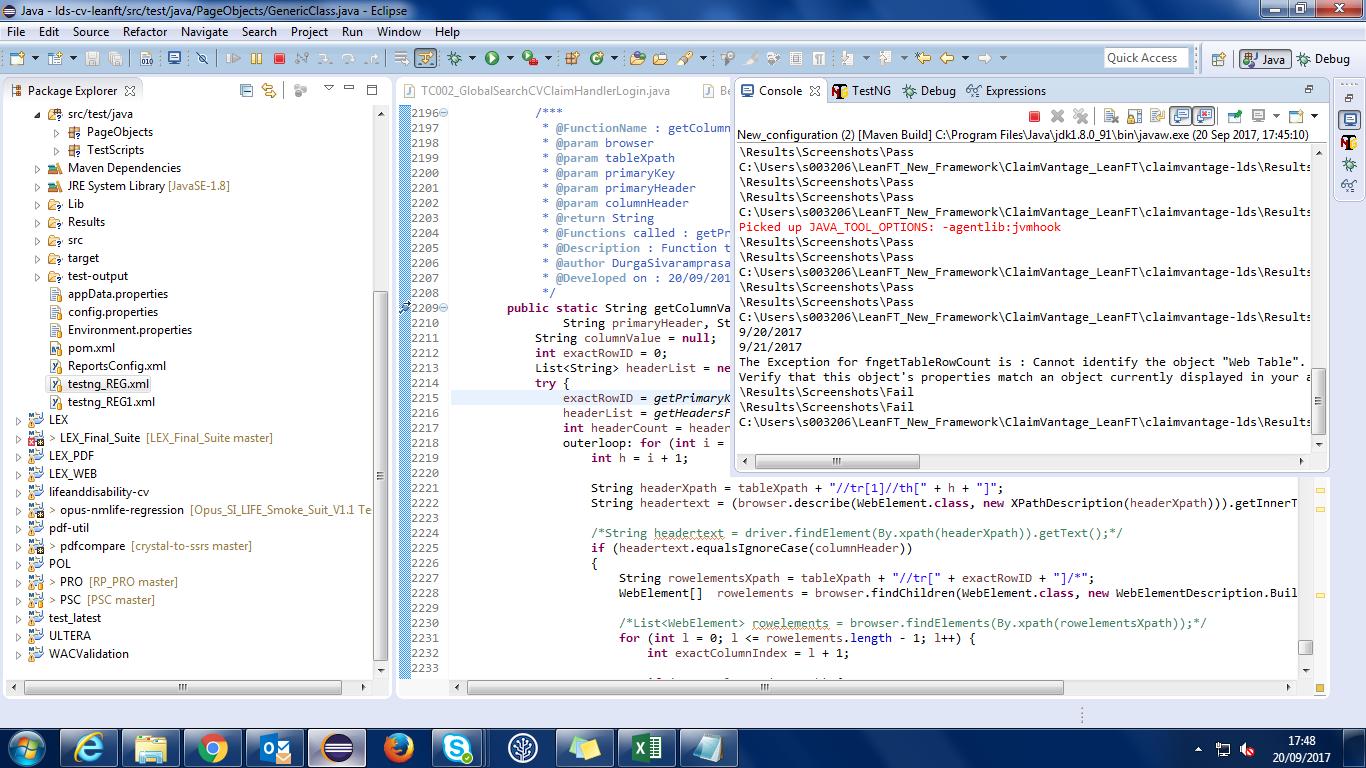 Java - lds-cv-leanft/src/test/java/PageObjects/GenericClass.java - Eclipse
File Edit Source Refactor Navigate Search Project Run Window Help
Quick Access
Java
Debug
Package Explorer
src/test/java
PageObjects
TestScripts
Maven Dependencies
JRE System Library [JavaSE-1.8]
Lib
Results
src
target
test-output
appData.properties
config.properties
Environment.properties
pom.xml
ReportsConfig.xml
testng_REG.xml
testng_REG1.xml
LEX
> LEX_Final_Suite [LEX_Final_Suite master]
LEX_PDF
LEX_WEB
lifeanddisability-cv
> opus-nmlife-regression [Opus_SI_LIFE_Smoke_Suit_V1.1 Te
pdf-util
> pdfcompare [crystal-to-ssrs master]
POL
> PRO [RP_PRO master]
> PSC [PSC master]
test_latest
ULTERA
WACValidation
TC002_GlobalSearchCVClaimHandlerLogin.java
Be
2196 /***
2197 * @FunctionName : getColumn
2198 * @param browser
2199 * @param tableXpath
2200 * @param primaryKey
2201 * @param primaryHeader
2202 * @param columnHeader
2203 * @return String
2204 * @Functions called : getPr
2205 * @Description : Function t
2206 * @author DurgaSivaramprasa
2207 * @Developed on : 20/09/201
2208 */
2209 public static String getColumnVa
2210 String primaryHeader, St
2211 String columnValue = null;
2212 int exactRowID = 0;
2213 List<String> headerList = ne
2214 try {
2215 exactRowID = getPrimaryK
2216 headerList = getHeadersF
2217 int headerCount = header
2218 outerloop: for (int i =
2219 int h = i + 1;
2220
2221 String headerXpath = tableXpath + "//tr[1]//th[" + h + "]";
2222 String headertext = (browser.describe(WebElement.class, new XPathDescription(headerXpath))).getInnerT
2223
2224 /*String headertext = driver.findElement(By.xpath(headerXpath)).getText();*/
2225 if (headertext.equalsIgnoreCase(columnHeader))
2226 {
2227 String rowelementsXpath = tableXpath + "//tr[" + exactRowID + "]/*";
2228 WebElement[] rowelements = browser.findChildren(WebElement.class, new WebElementDescription.Buil
2229
2230 /*List<WebElement> rowelements = browser.findElements(By.xpath(rowelementsXpath));*/
2231 for (int l = 0; l <= rowelements.length - 1; l++) {
2232 int exactColumnIndex = l + 1;
2233
Console TestNG Debug Expressions
New_configuration (2) [Maven Build] C:\Program Files\Java\jdk1.8.0_91\bin\javaw.exe (20 Sep 2017, 17:45:10)
\Results\Screenshots\Pass
C:\Users\s003206\LeanFT_New_Framework\ClaimVantage_LeanFT\claimvantage-lds\Results
\Results\Screenshots\Pass
\Results\Screenshots\Pass
C:\Users\s003206\LeanFT_New_Framework\ClaimVantage_LeanFT\claimvantage-lds\Results
Picked up JAVA_TOOL_OPTIONS: -agentlib:jvmhook
\Results\Screenshots\Pass
\Results\Screenshots\Pass
C:\Users\s003206\LeanFT_New_Framework\ClaimVantage_LeanFT\claimvantage-lds\Results
\Results\Screenshots\Pass
\Results\Screenshots\Pass
C:\Users\s003206\LeanFT_New_Framework\ClaimVantage_LeanFT\claimvantage-lds\Results
9/20/2017
9/21/2017
The Exception for fngetTableRowCount is : Cannot identify the object "Web Table".
Verify that this object's properties match an object currently displayed in your a
\Results\Screenshots\Fail
\Results\Screenshots\Fail
C:\Users\s003206\LeanFT_New_Framework\ClaimVantage_LeanFT\claimvantage-lds\Results
17:48
20/09/2017